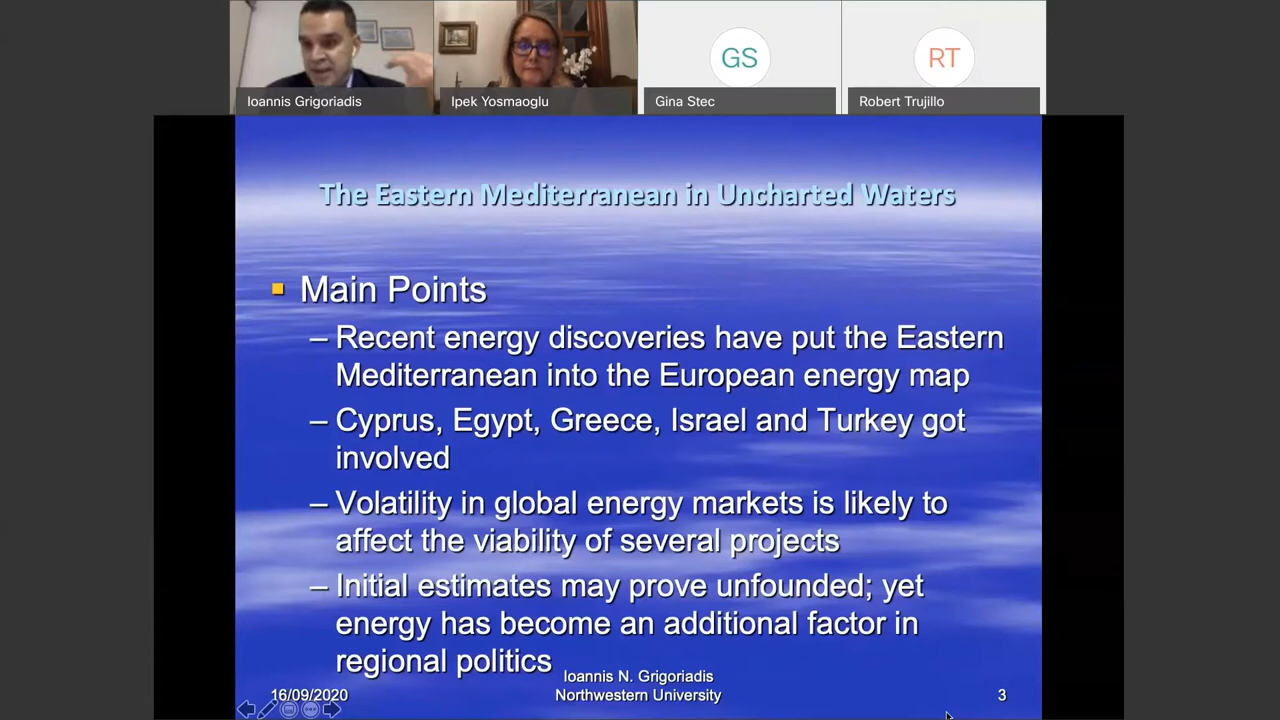 Ioannis Grigoriadis
Ipek Yosmaoglu
GS
Gina Stec
RT
Robert Trujillo
The Eastern Mediterranean in Uncharted Waters
Main Points
– Recent energy discoveries have put the Eastern
Mediterranean into the European energy map
– Cyprus, Egypt, Greece, Israel and Turkey got
involved
– Volatility in global energy markets is likely to
affect the viability of several projects
– Initial estimates may prove unfounded; yet
energy has become an additional factor in
regional politics
16/09/2020
Ioannis N. Grigoriadis
Northwestern University
3